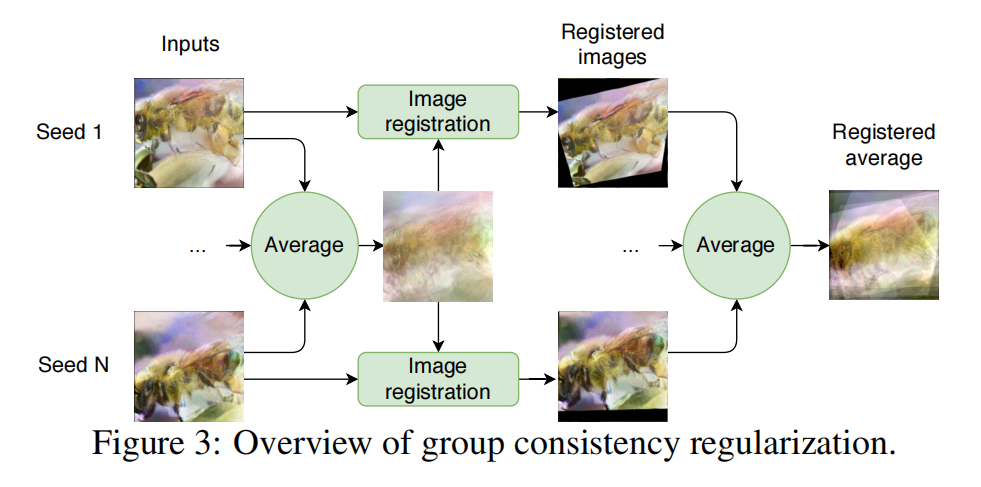 Inputs
Registered
images
Seed 1
Image
registration
Registered
average
...
Average
...
Average
Seed N
Image
registration
Figure 3: Overview of group consistency regularization.